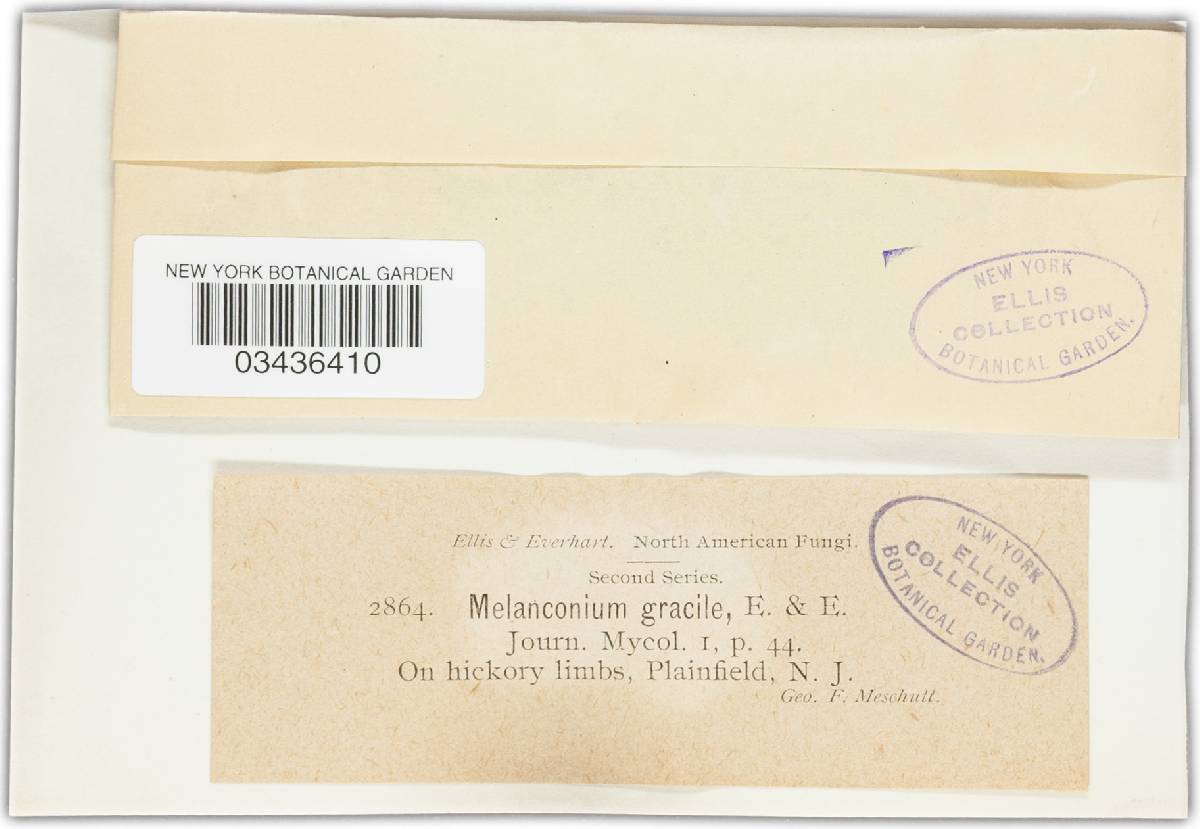 NEW YORK BOTANICAL GARDEN
03436410
NEW YORK
ELLIS
COLLECTION
BOTANICAL GARDEN.
Ellis & Everhart. North American Fungi.
Second Series.
2864. Melanconium gracile, E. & E.
Journ. Mycol. 1, p. 44.
On hickory limbs, Plainfield, N. J.
Geo. F. Meschutt.
NEW YORK
ELLIS
COLLECTION
BOTANICAL GARDEN.